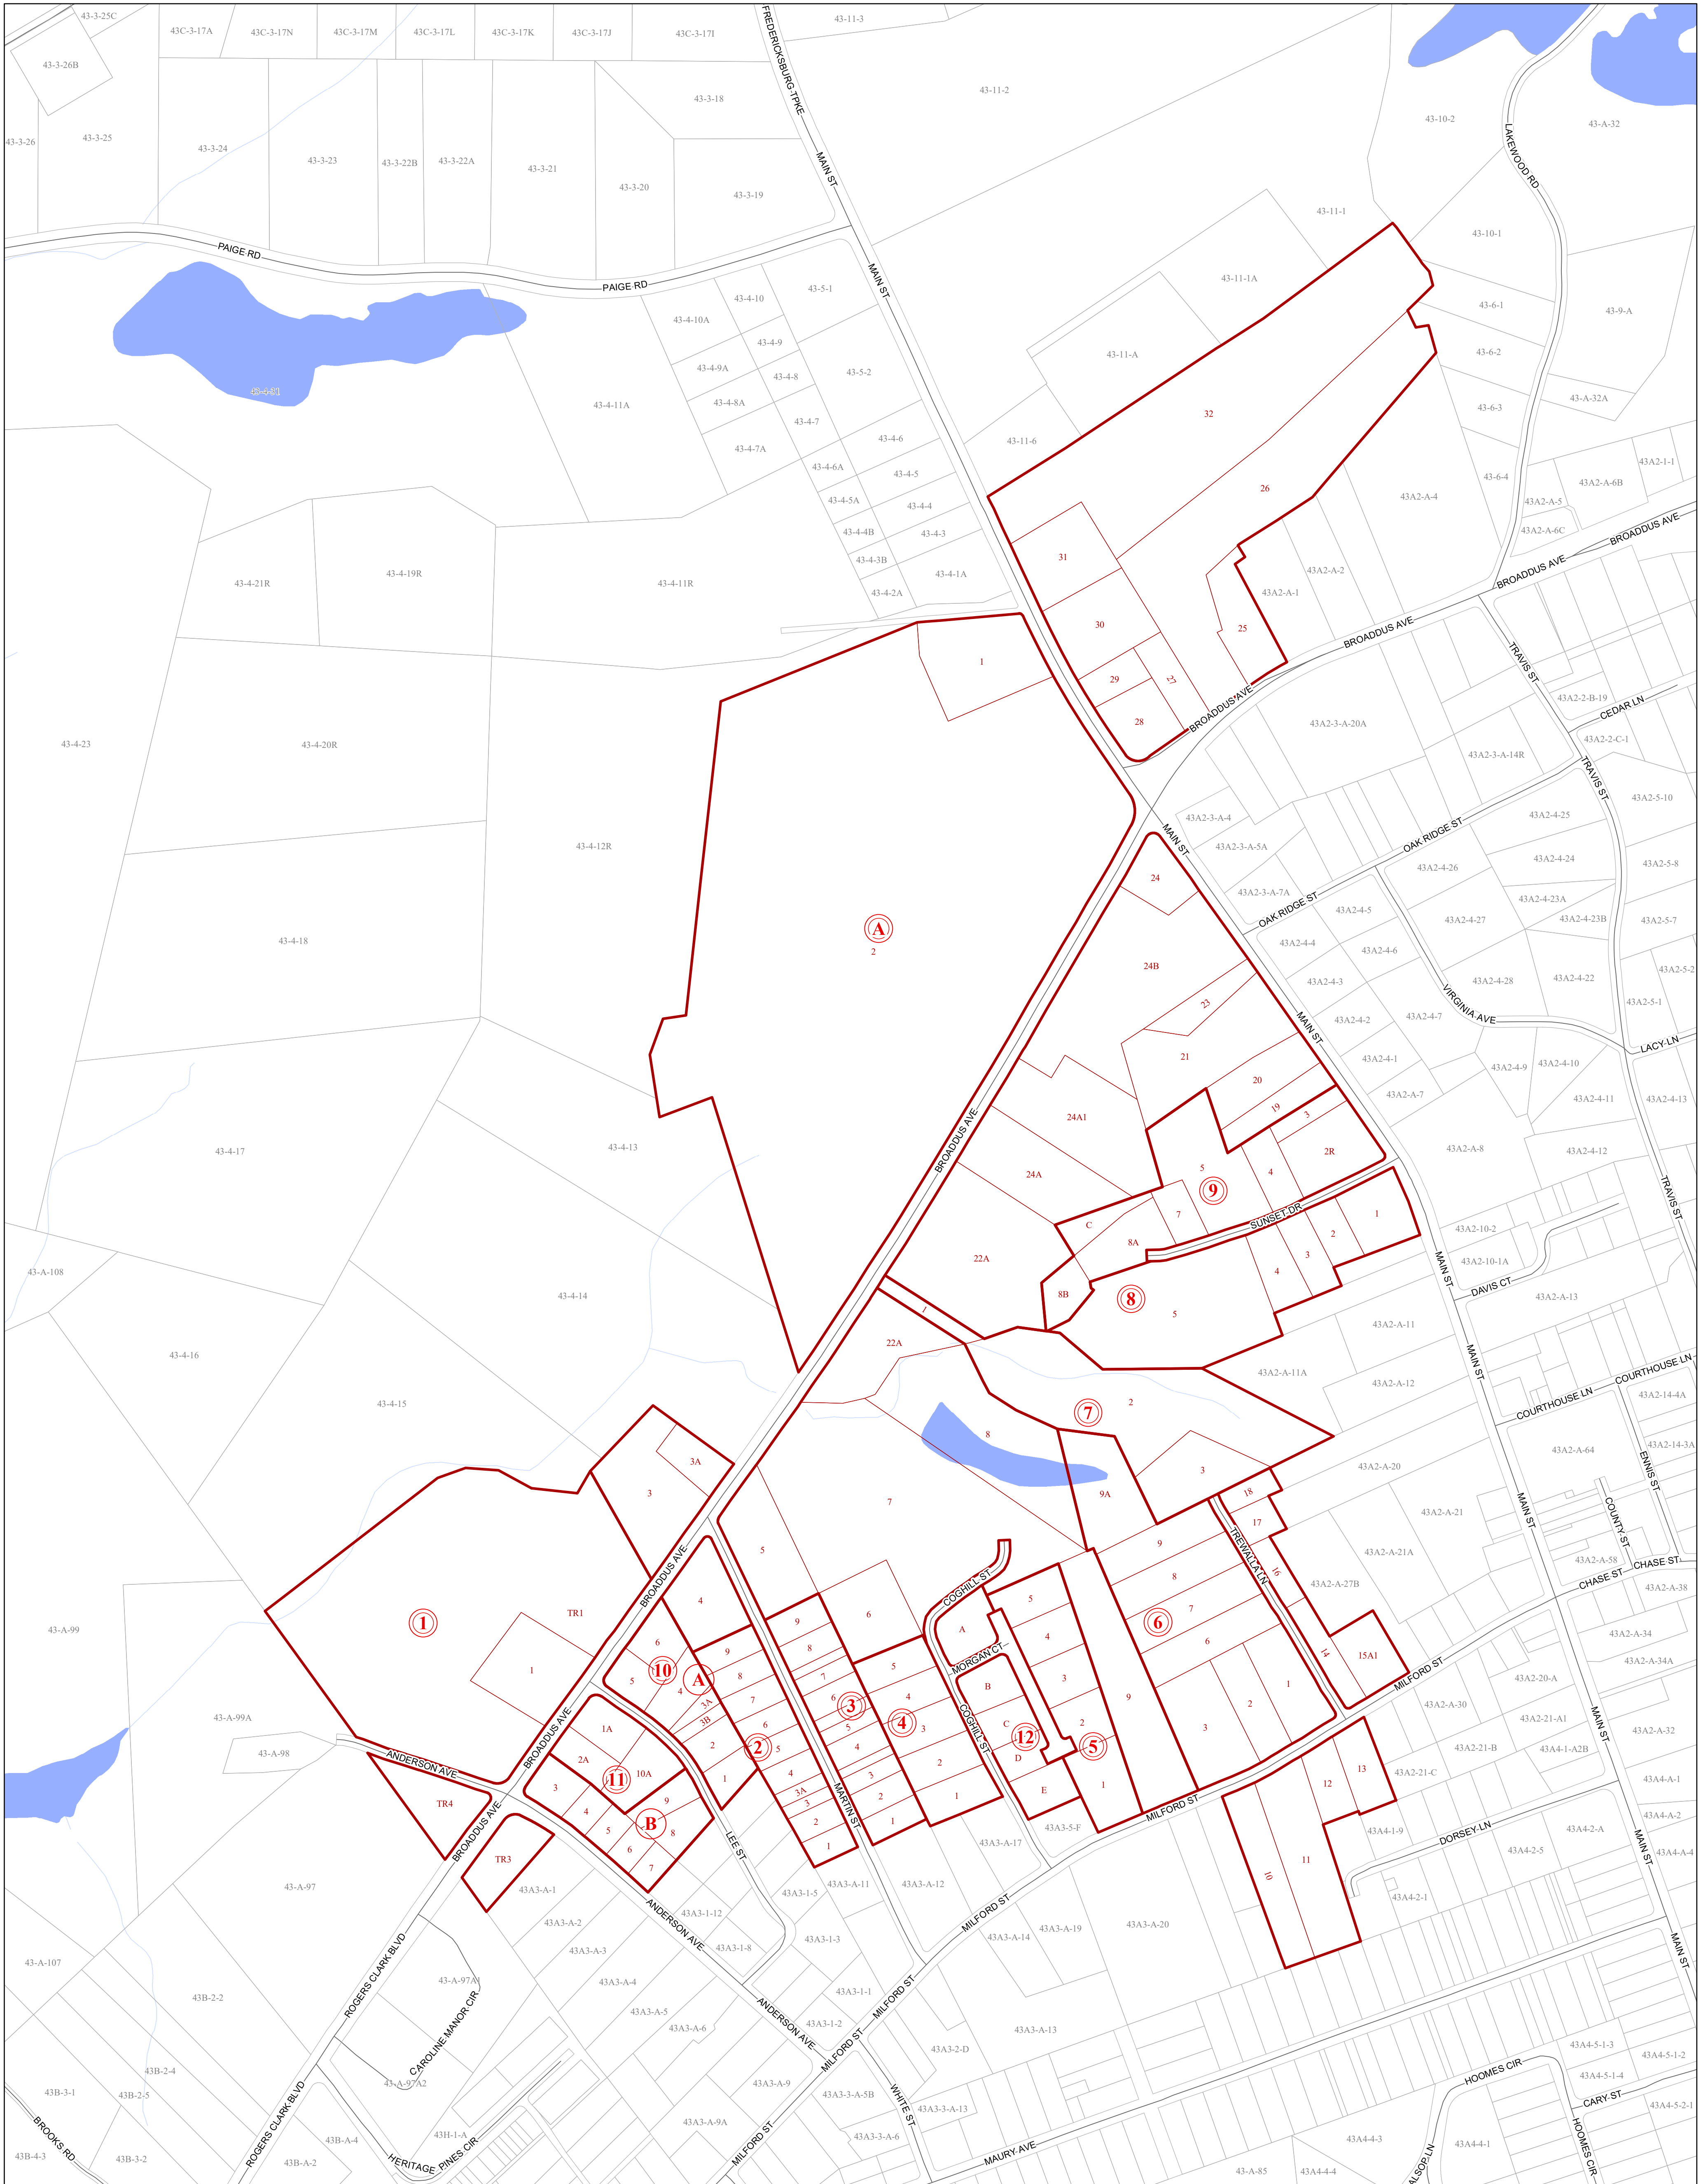 43-3-25C
43C-3-17A
43C-3-17N
43C-3-17M
43C-3-17L
43C-3-17K
43C-3-17J
43C-3-17I
FREDERICKSBURG TPKE
43-11-3
43-3-26B
43-3-18
43-11-2
43-10-2
43-A-32
LAKEWOOD RD
43-3-26
43-3-25
43-3-24
43-3-23
43-3-22B
43-3-22A
43-3-21
43-3-20
43-3-19
MAIN ST
43-11-1
43-10-1
PAIGE RD
PAIGE RD
MAIN ST
43-11-1A
43-5-1
43-4-10
43-4-10A
43-4-9
43-4-9A
43-4-8
43-4-8A
43-5-2
43-11-A
43-6-1
43-9-A
43-6-2
43-4-31
43-4-11A
43-4-7
43-4-7A
43-4-6
43-4-6A
43-11-6
32
43-6-3
43-A-32A
43-4-5
43-4-5A
43-4-4
43-4-4B
43-4-3
43-4-3B
43-4-1A
43-4-2A
26
43A2-A-4
43-6-4
43A2-1-1
43A2-A-6B
43A2-A-5
43A2-A-6C
BROADDUS AVE
BROADDUS AVE
43-4-21R
43-4-19R
43-4-11R
31
30
29
28
27
25
43A2-A-2
43A2-A-1
BROADDUS AVE
BROADDUS AVE
1
TRAVIS ST
43A2-2-B-19
CEDAR LN
43A2-2-C-1
43-4-23
43-4-20R
43A2-3-A-20A
43A2-3-A-14R
TRAVIS ST
43A2-5-10
43-4-12R
43A2-3-A-4
MAIN ST
43A2-3-A-5A
43A2-3-A-7A
OAK RIDGE ST
OAK RIDGE ST
43A2-4-25
43A2-4-24
43A2-5-8
43A2-4-26
43A2-4-23A
43A2-4-23B
43A2-5-7
43-4-18
A
2
24
24B
23
43A2-4-5
43A2-4-4
43A2-4-6
43A2-4-3
43A2-4-27
43A2-4-28
43A2-4-22
43A2-5-2
43A2-5-1
VIRGINIA AVE
MAIN ST
43A2-4-2
43A2-4-7
43A2-4-1
43A2-A-7
43A2-4-9
43A2-4-10
LACY LN
43A2-4-11
43A2-4-13
21
20
19
3
24A1
43-4-17
43-4-13
BROADDUS AVE
24A
2R
4
5
9
7
43A2-A-8
43A2-4-12
TRAVIS ST
SUNSET DR
C
8A
8B
22A
1
2
3
4
5
8
43A2-10-2
43A2-10-1A
MAIN ST
DAVIS CT
43A2-A-13
43-A-108
43-4-14
43-4-16
43-4-15
1
22A
43A2-A-11
43A2-A-11A
43A2-A-12
MAIN ST
COURTHOUSE LN
COURTHOUSE LN
43A2-14-4A
43A2-A-64
ENNIS ST
43A2-14-3A
7
2
3
8
7
9A
43A2-A-20
43A2-A-21
MAIN ST
COUNTY ST
43A2-A-58
CHASE ST
CHASE ST
43A2-A-38
43A2-A-21A
43A2-A-27B
3A
3
BROADDUS AVE
5
4
6
18
17
16
TREWALLA LN
14
15A1
9
8
7
6
6
3
2
1
COGHILL ST
A
MORGAN CT
COGHILL ST
B
C
D
E
12
5
4
3
2
1
5
9
43-A-99
1
TR1
1
43-A-99A
43-A-98
ANDERSON AVE
TR4
TR3
BROADDUS AVE
BROADDUS AVE
6
5
4
10
A
9
8
7
3A
3B
2
1
6
5
4
3A
3
2
1
2
9
8
7
6
5
4
3
2
1
3
5
4
3
2
1
4
MARTIN ST
LEE ST
1A
2A
10A
11
3
4
5
6
7
8
9
B
MILFORD ST
MILFORD ST
43A2-A-34
43A2-A-34A
43A2-20-A
43A2-A-30
43A2-21-A1
43A2-21-B
43A2-21-C
43A4-1-A2B
43A2-A-32
MAIN ST
43A4-A-1
43A4-A-2
43A4-A-4
43A4-2-A
43A4-2-5
DORSEY LN
43A4-1-9
43A4-2-1
MAIN ST
MAIN ST
13
12
11
10
43A3-5-F
43A3-A-17
43A3-A-11
43A3-A-12
43A3-1-5
43A3-A-1
43A3-A-2
43A3-1-12
43A3-A-3
43A3-1-8
43A3-1-3
ANDERSON AVE
43A3-A-4
43A3-A-5
43A3-A-6
43A3-1-1
43A3-1-2
ANDERSON AVE
MILFORD ST
43A3-A-14
43A3-A-19
43A3-A-20
43A3-A-13
MILFORD ST
MILFORD ST
43A3-2-D
43-A-97
43-A-107
43B-2-2
43-A-97A1
ROGERS CLARK BLVD
CAROLINE MANOR CIR
43-A-97A2
43B-2-4
43B-2-5
43B-3-1
BROOKS RD
43B-4-3
43B-3-2
43B-A-2
43B-A-4
ROGERS CLARK BLVD
43H-1-A
HERITAGE PINES CIR
43A3-A-9
43A3-A-9A
43A3-3-A-5B
43A3-3-A-13
43A3-3-A-6
WHITE ST
MILFORD ST
MAURY AVE
43-A-85
43A4-4-4
43A4-4-3
43A4-4-1
ALSOP LN
HOOMES CIR
HOOMES CIR
43A4-5-1-3
43A4-5-1-2
43A4-5-1-4
CARY ST
43A4-5-2-1